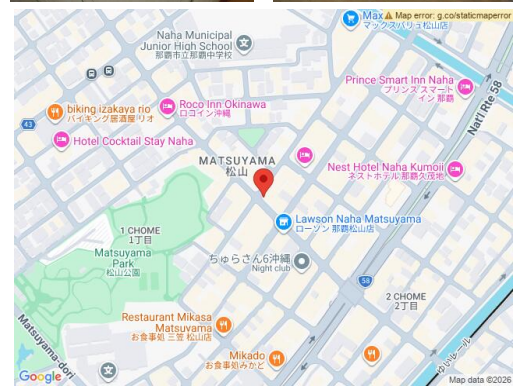 Max
マックスバリュ松山店
Map error: g.co/staticmaperror
Naha Municipal
Junior High School
那覇市立那覇中学校
Prince Smart Inn Naha
プリンス スマート
イン 那覇
Nat'l Rte 58
biking izakaya rio
バイキング居酒屋 リオ
Roco Inn Okinawa
ロコイン沖縄
43
Hotel Cocktail Stay Naha
MATSUYAMA
松山
Nest Hotel Naha Kumoji
ネストホテル那覇久茂地
Lawson Naha Matsuyama
ローソン 那覇松山店
1 CHOME
1丁目
Matsuyama
Park
松山公園
ちゅらさん6沖縄
Night club
58
2 CHOME
2丁目
Restaurant Mikasa
Matsuyama
お食事処 三笠 松山店
Matsuyama-dori
Mikado
お食事処みかど
ゆいレール
Google
Map data ©2026